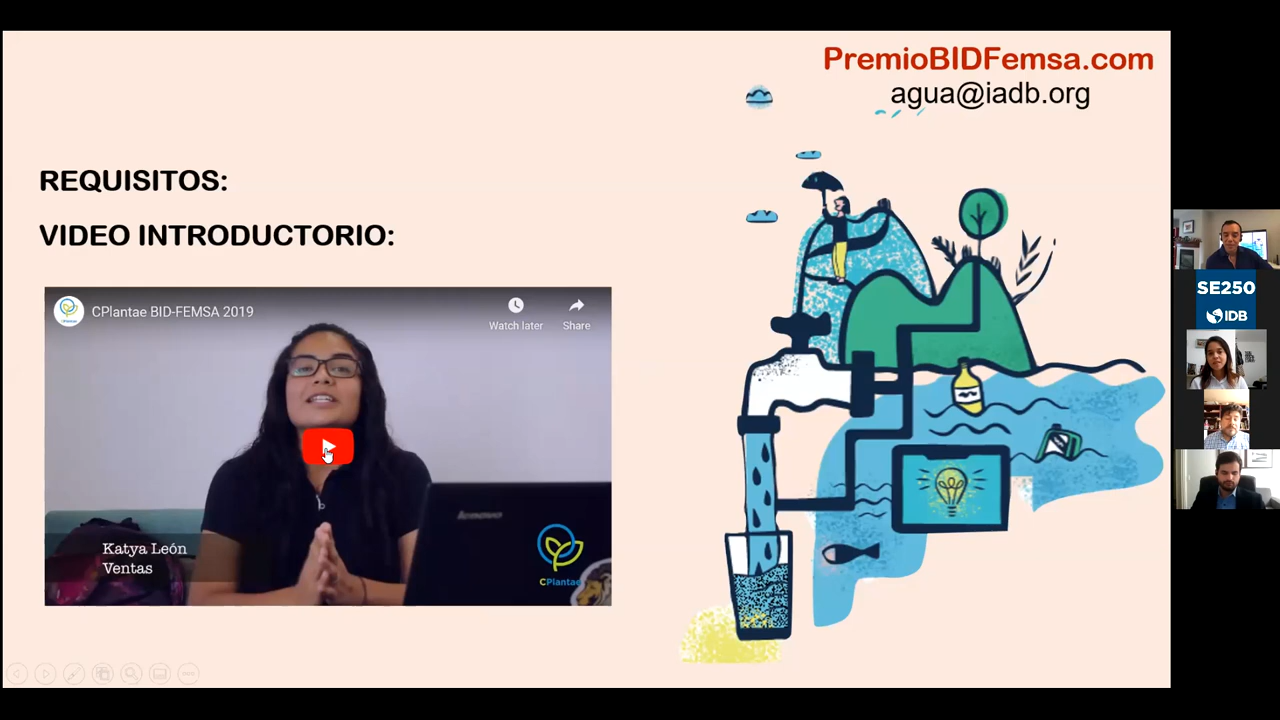 PremioBIDFemsa.com
agua@iadb.org
REQUISITOS:
VIDEO INTRODUCTORIO:
CPlantae BID-FEMSA 2019
Watch later
Share
lenovo
Katya León
Ventas
CPlantae
SE250
IDB